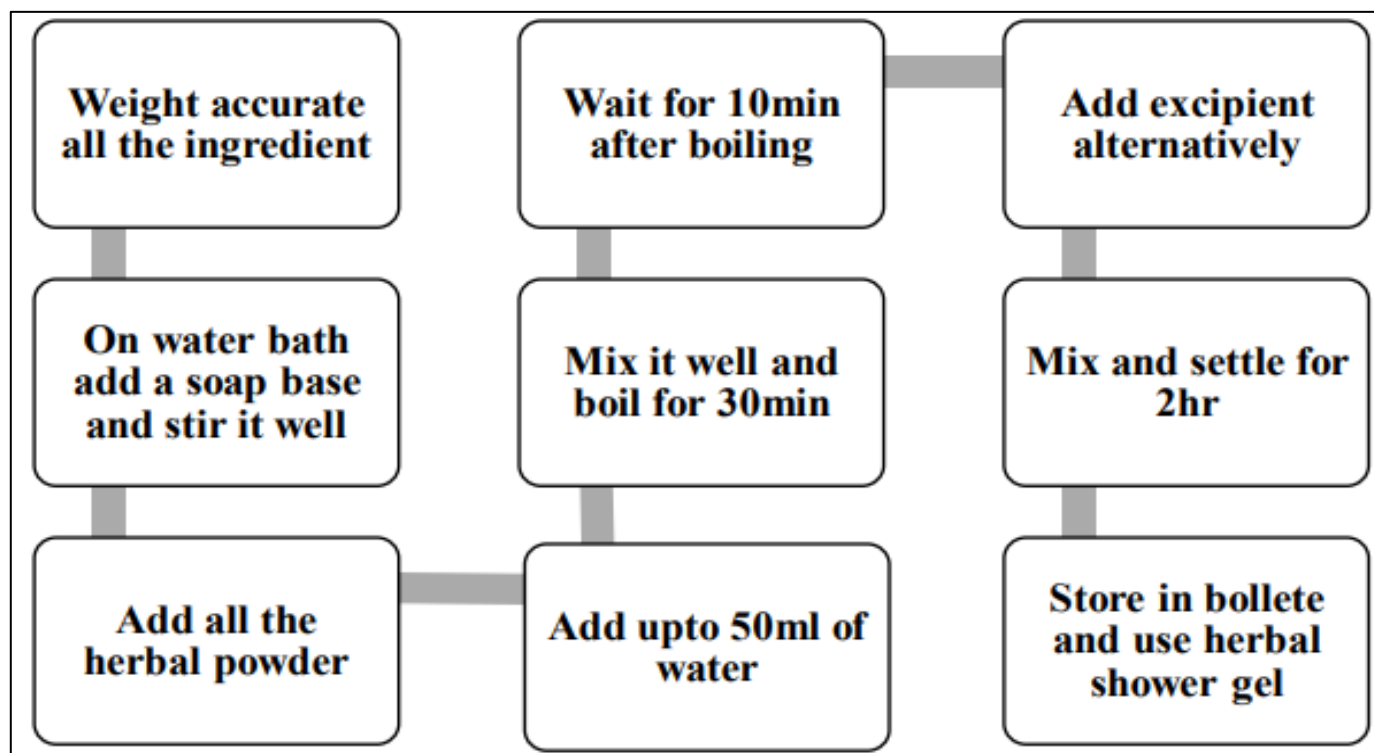 Weight accurate
all the ingredient
On water bath
add a soap base
and stir it well
Add all the
herbal powder
Add upto 50ml of
water
Mix it well and
boil for 30min
Wait for 10min
after boiling
Add excipient
alternatively
Mix and settle for
2hr
Store in bollete
and use herbal
shower gel